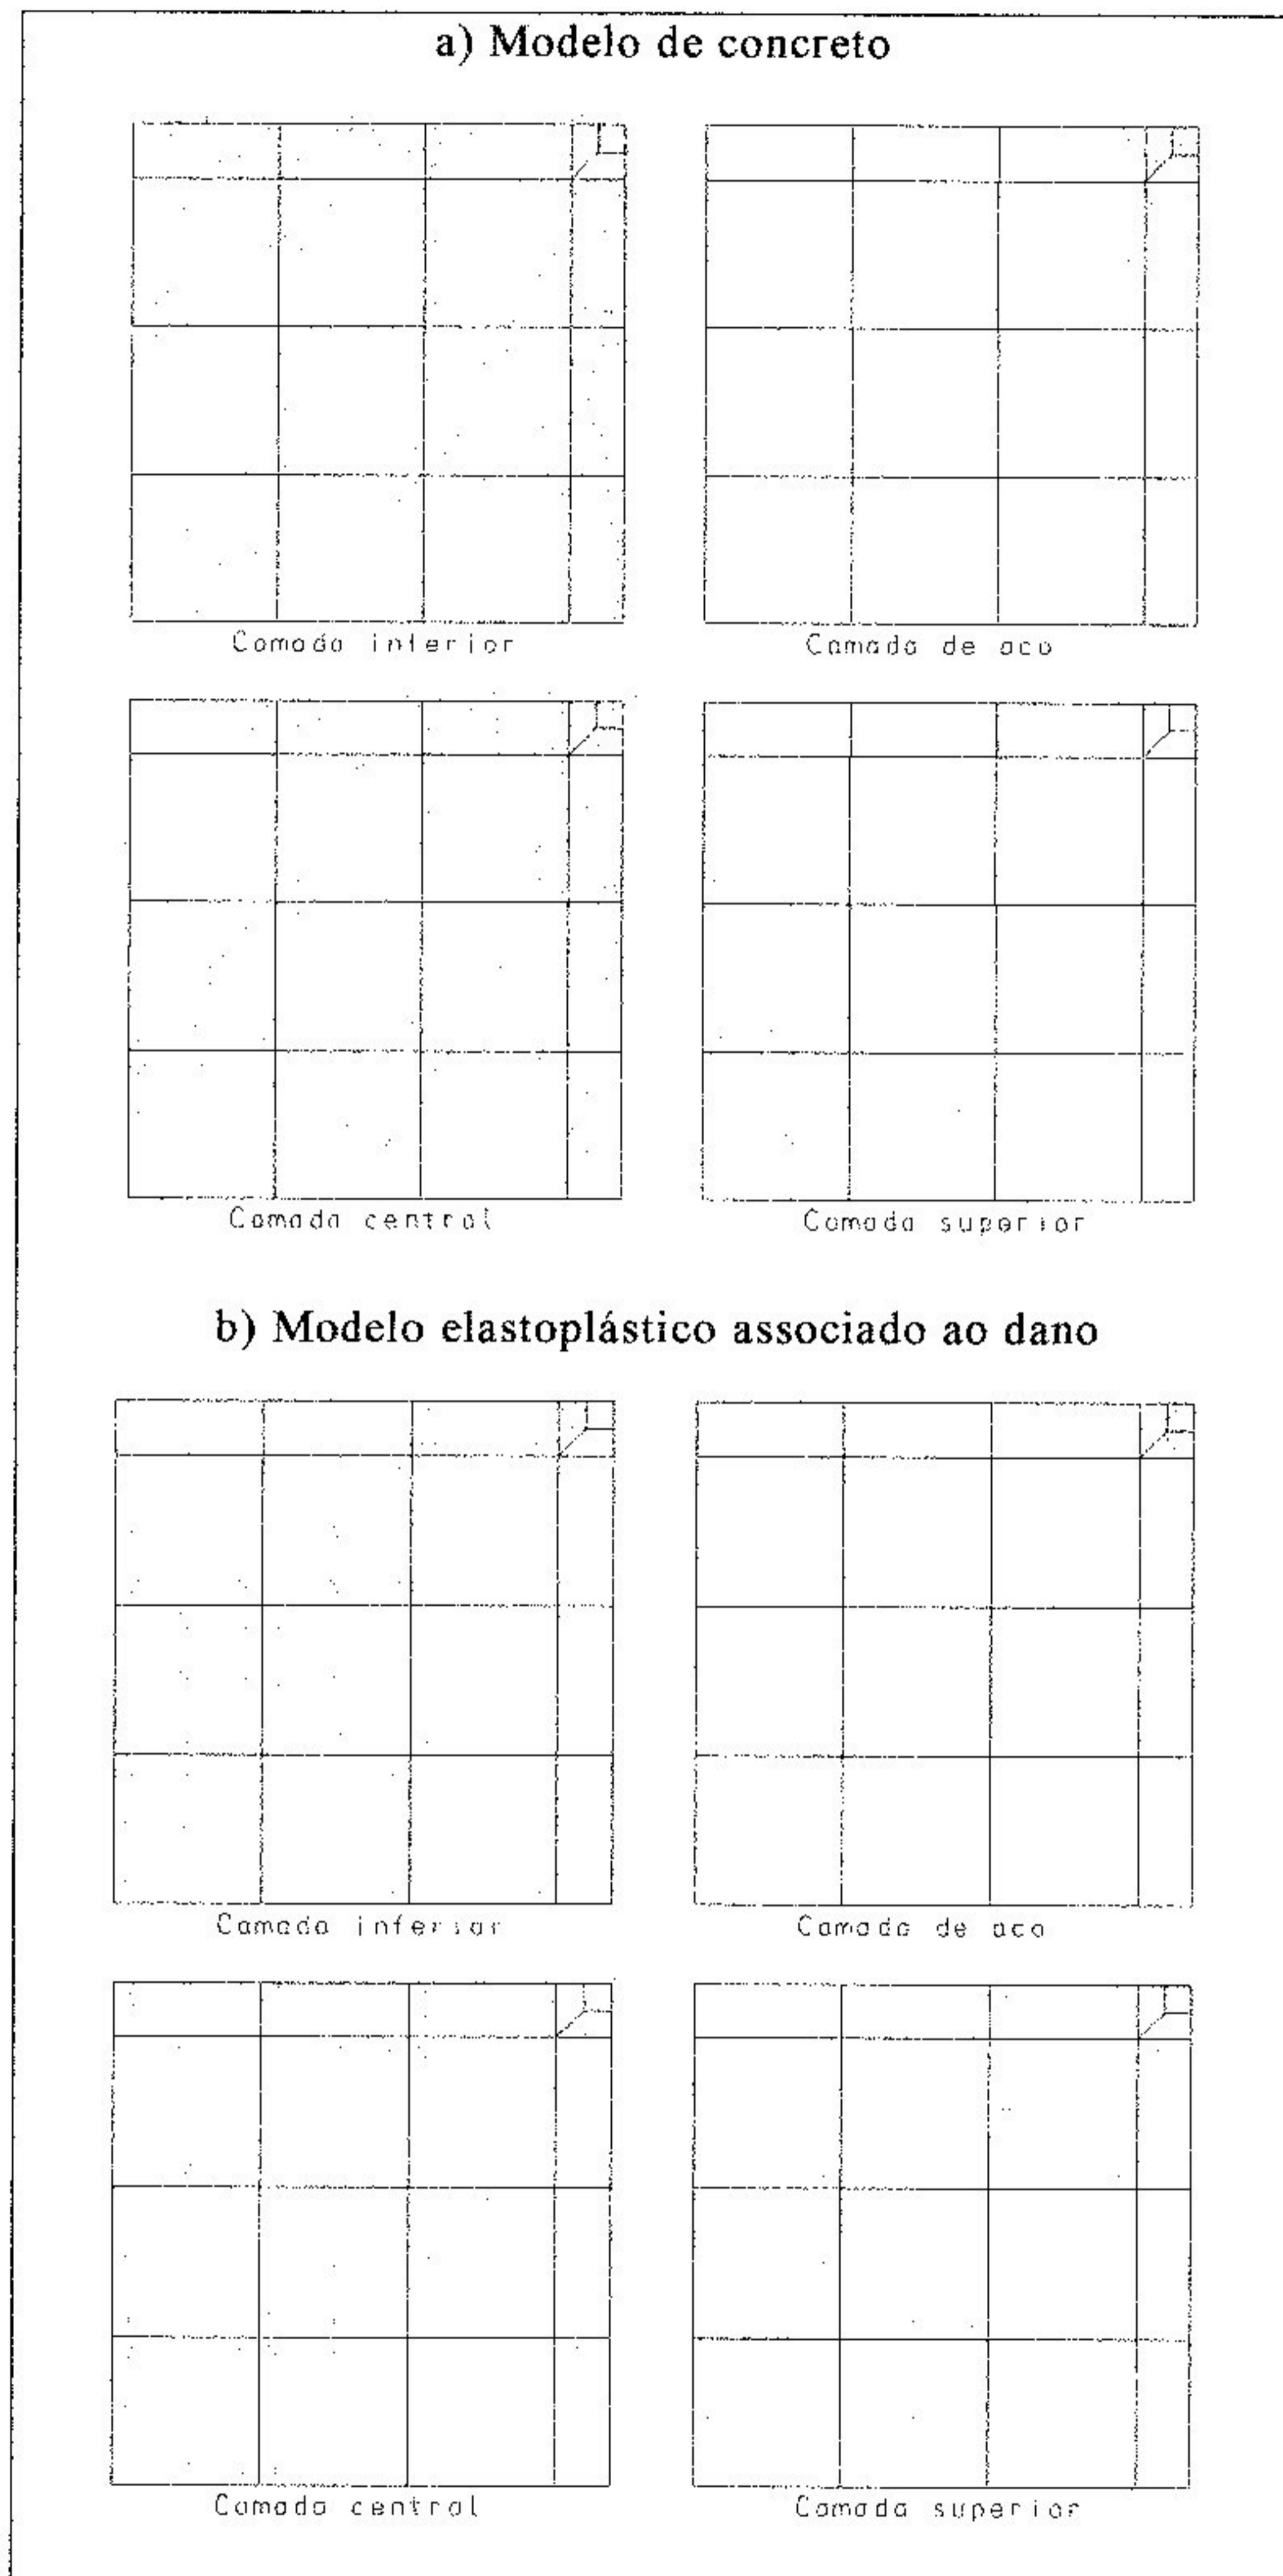 a) Modelo de concreto
Camada inferior
Camada de aco
Camada central
Camada superior
b) Modelo elastoplástico associado ao dano
Camada inferior
Camada de aco
Camada central
Camada superior